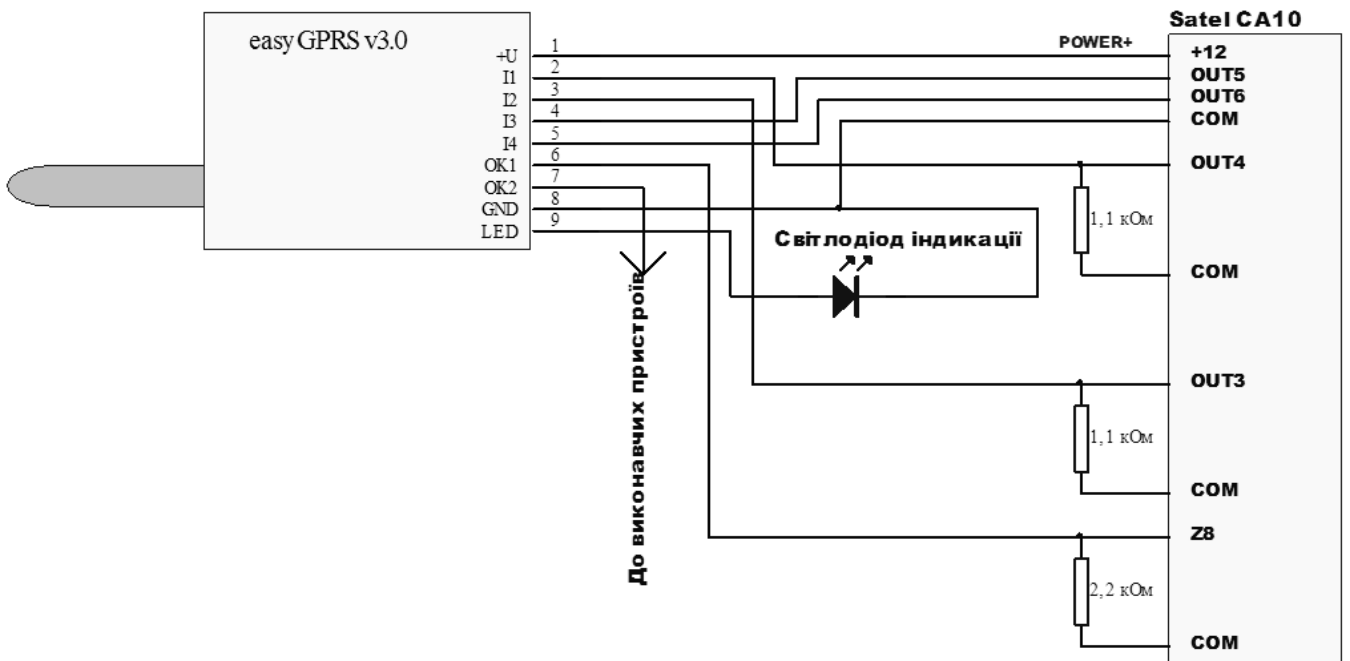 Satel CA10
easy GPRS v3.0
POWER+
+U 1 +12
I1 2 OUT5
I2 3 OUT6
I3 4 COM
I4 5
OK1 6 OUT4
OK2 7
GND 8
LED 9
1,1 кОм
Світлодіод індикації
COM
До виконавчих пристроїв
OUT3
1,1 кОм
COM
Z8
2,2 кОм
COM